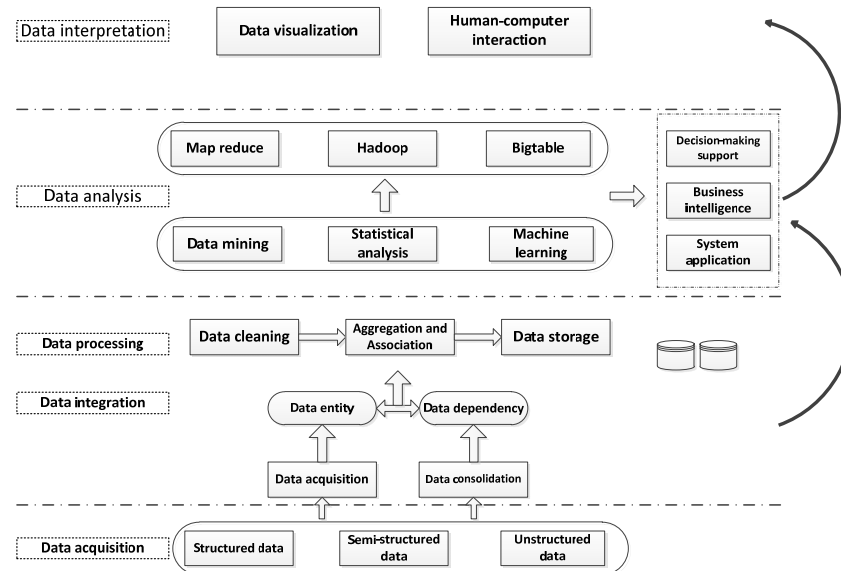 Data interpretation
Data visualization
Human-computer
interaction
Map reduce
Hadoop
Bigtable
Decision-making
support
Data analysis
Business
intelligence
Data mining
Statistical
analysis
Machine
learning
System
application
Data processing
Data cleaning
Aggregation and
Association
Data storage
Data integration
Data entity
Data dependency
Data acquisition
Data consolidation
Data acquisition
Structured data
Semi-structured
data
Unstructured
data